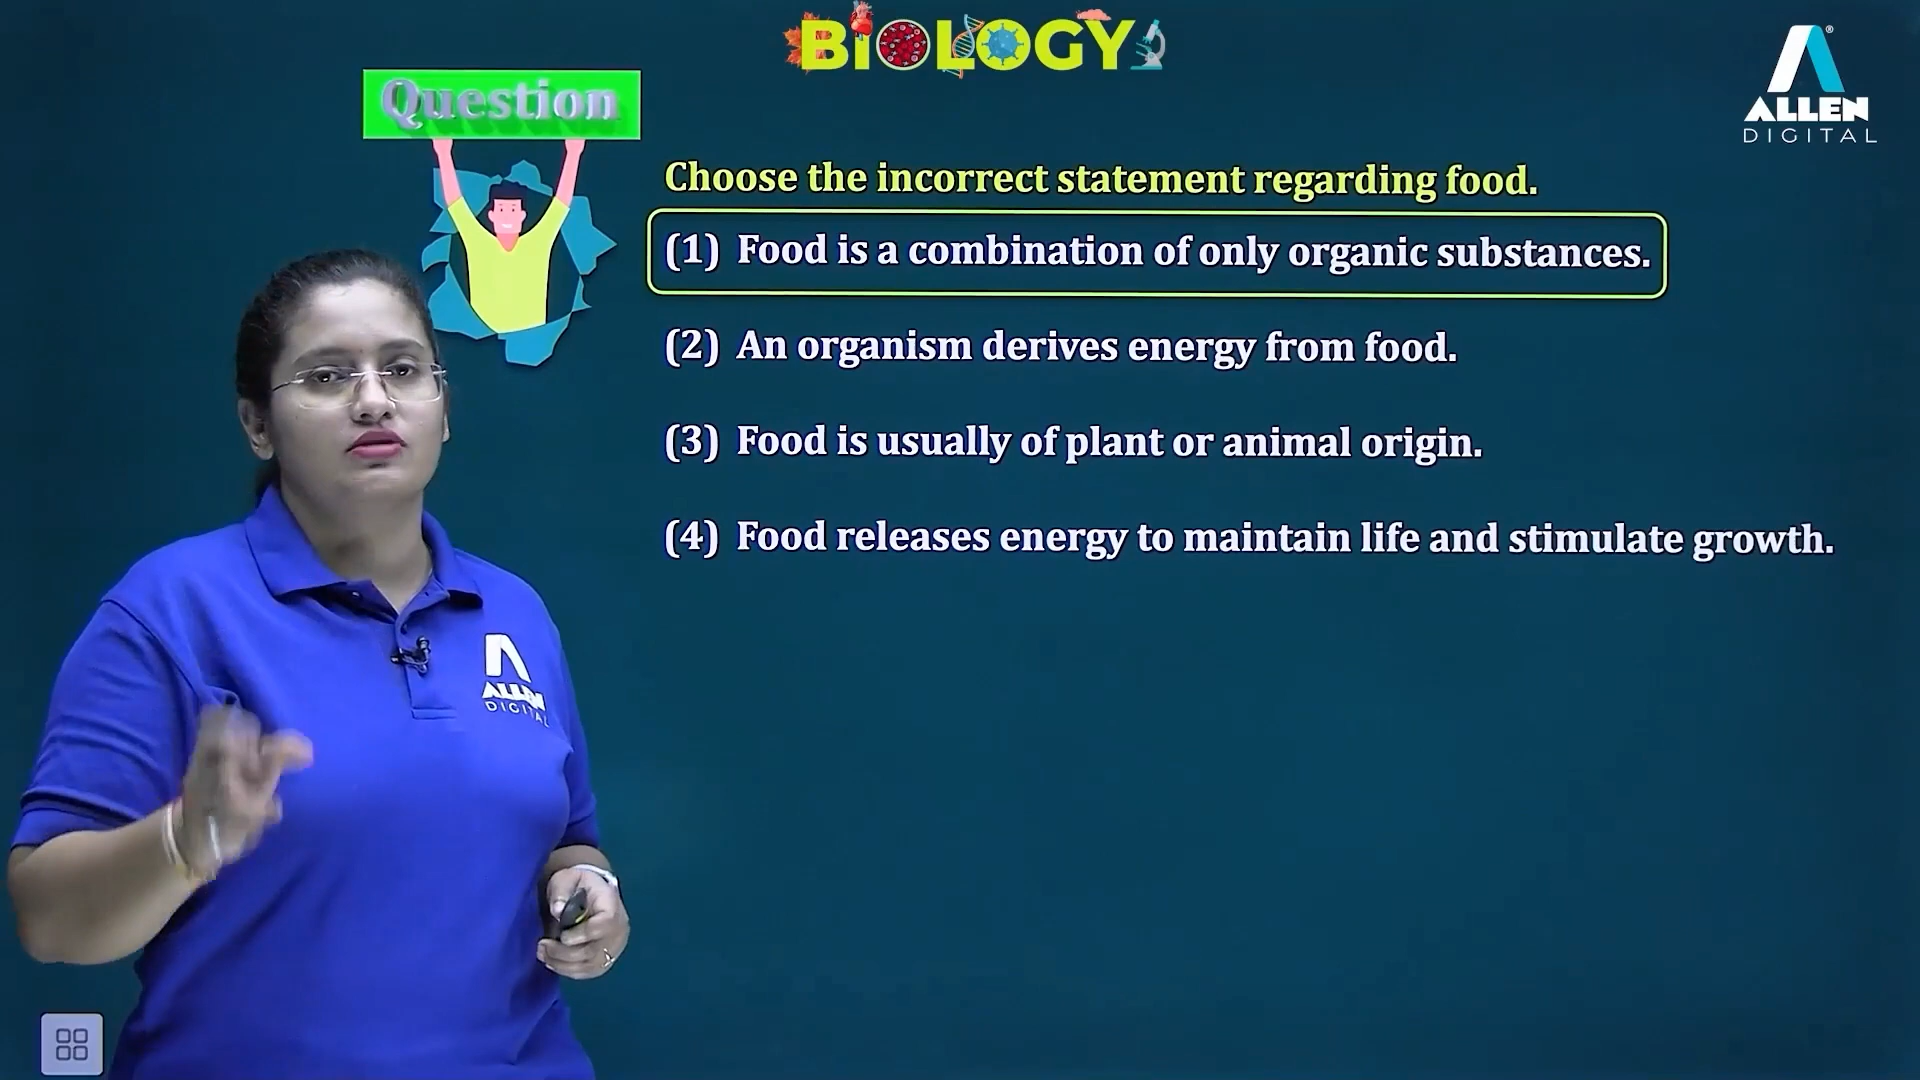 BIOLOGY
Question
ALLEN
DIGITAL
Choose the incorrect statement regarding food.
(1) Food is a combination of only organic substances.
(2) An organism derives energy from food.
(3) Food is usually of plant or animal origin.
(4) Food releases energy to maintain life and stimulate growth.
ALLEN
DIGITAL